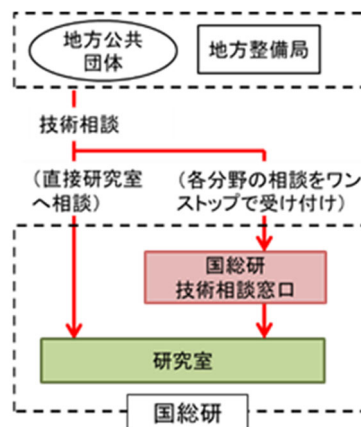 地方公共
団体
地方整備局
技術相談
（直接研究室
へ相談）
（各分野の相談をワン
ストップで受け付け）
国総研
技術相談窓口
研究室
国総研